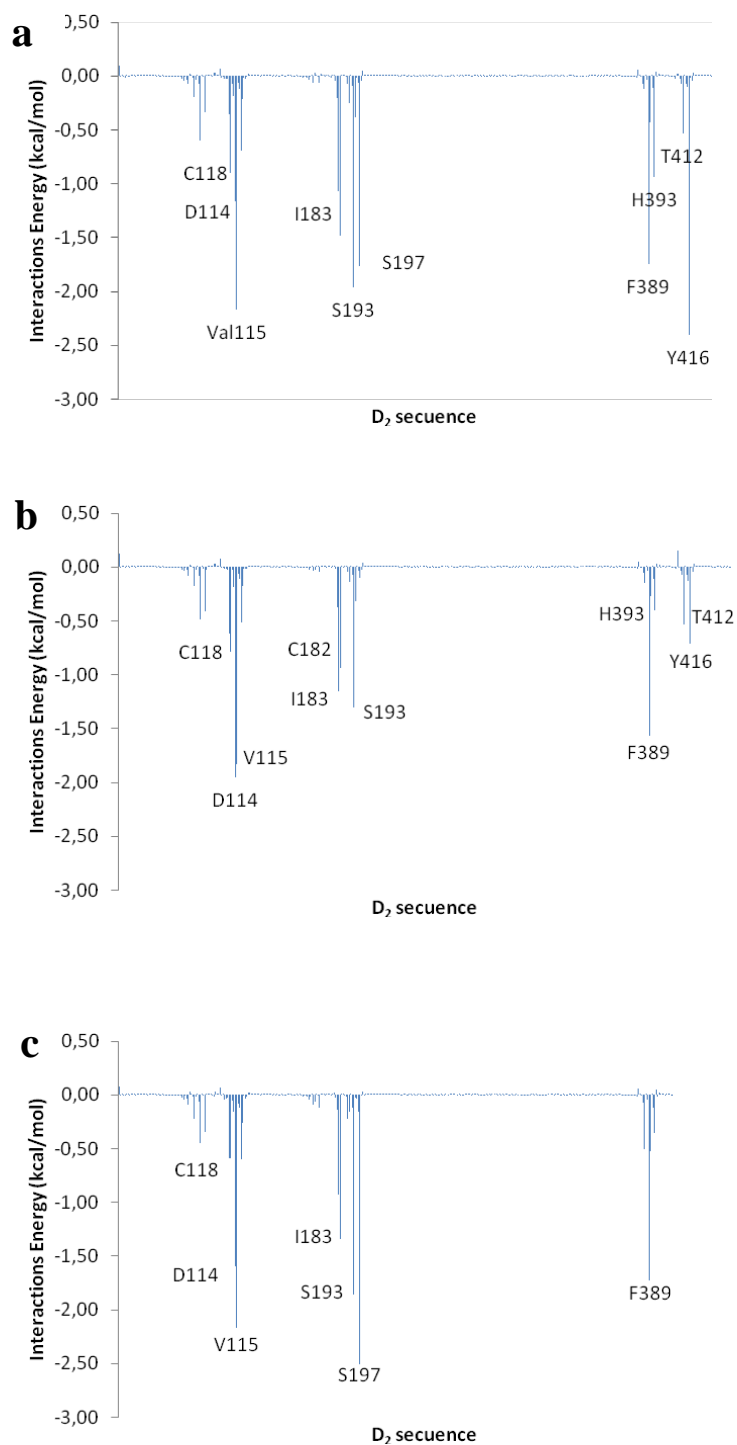 a
0,50
0,00
-0,50
-1,00
-1,50
-2,00
-2,50
-3,00
Interactions Energy (kcal/mol)
C118
D114
Val115
I183
S193
S197
T412
H393
F389
Y416
D₂ secuence
b
0,50
0,00
-0,50
-1,00
-1,50
-2,00
-2,50
-3,00
Interactions Energy (kcal/mol)
C118
V115
D114
C182
I183
S193
H393
T412
Y416
F389
D₂ secuence
c
0,50
0,00
-0,50
-1,00
-1,50
-2,00
-2,50
-3,00
Interactions Energy (kcal/mol)
C118
D114
V115
I183
S193
S197
F389
D₂ secuence